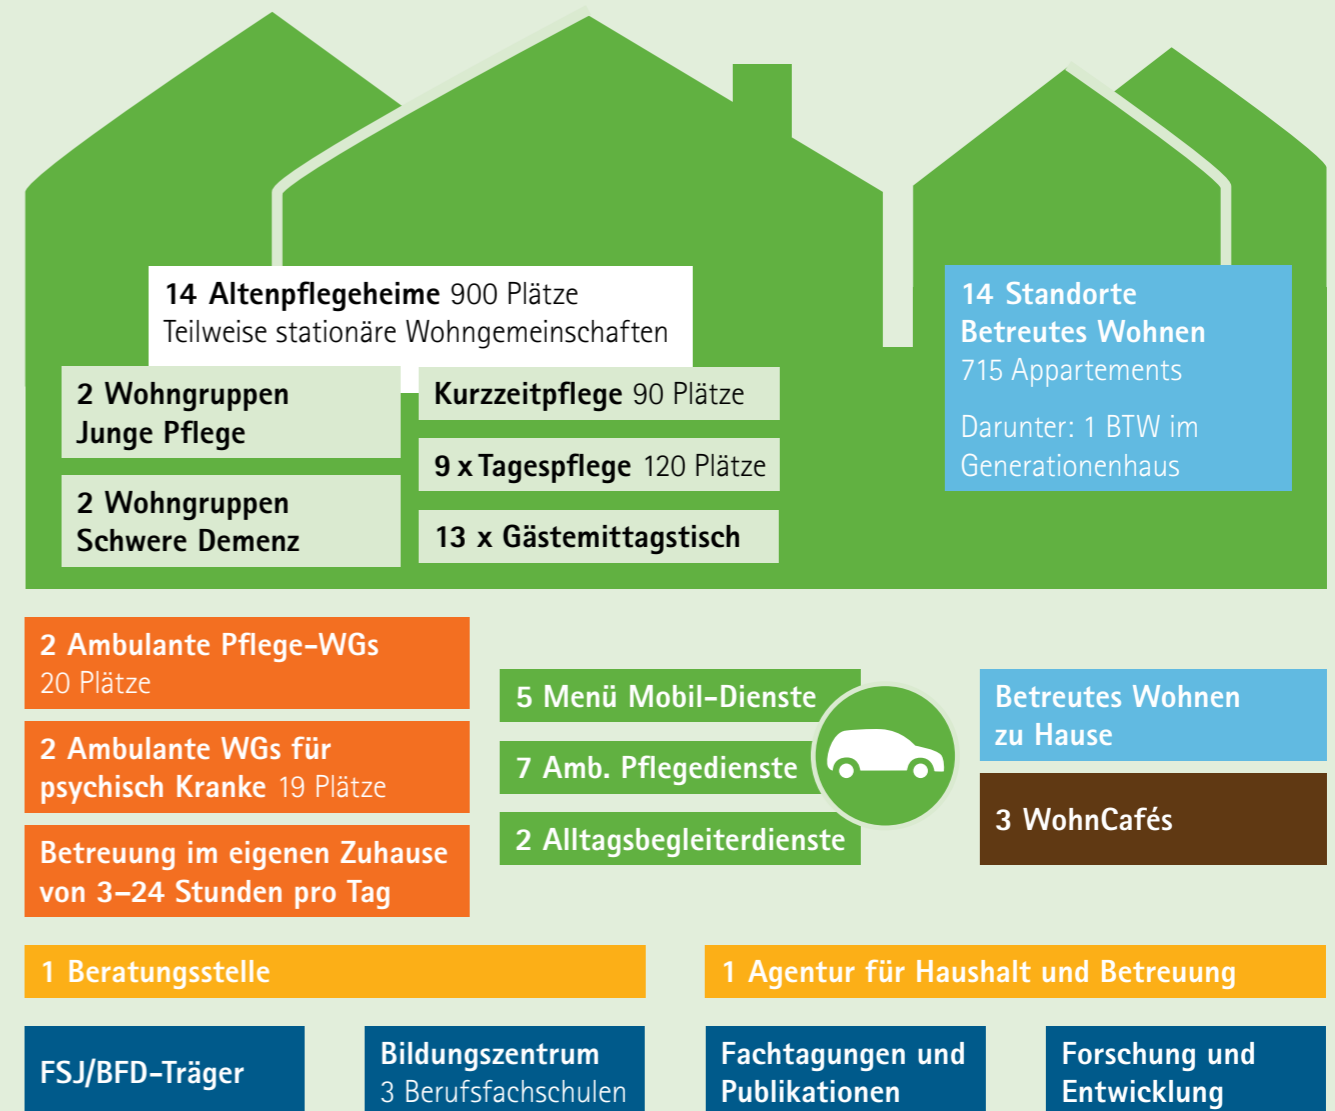 14 Altenpflegeheime 900 Plätze
Teilweise stationäre Wohngemeinschaften
2 Wohngruppen
Junge Pflege
2 Wohngruppen
Schwere Demenz
Kurzzeitpflege 90 Plätze
9 x Tagespflege 120 Plätze
13 x Gästemittagstisch
14 Standorte
Betreutes Wohnen
715 Appartements
Darunter: 1 BTW im
Generationenhaus
2 Ambulante Pflege-WGs
20 Plätze
2 Ambulante WGs für
psychisch Kranke 19 Plätze
Betreuung im eigenen Zuhause
von 3–24 Stunden pro Tag
5 Menü Mobil-Dienste
7 Amb. Pflegedienste
2 Alltagsbegleiterdienste
Betreutes Wohnen
zu Hause
3 WohnCafés
1 Beratungsstelle
1 Agentur für Haushalt und Betreuung
FSJ/BFD-Träger
Bildungszentrum
3 Berufsfachschulen
Fachtagungen und
Publikationen
Forschung und
Entwicklung